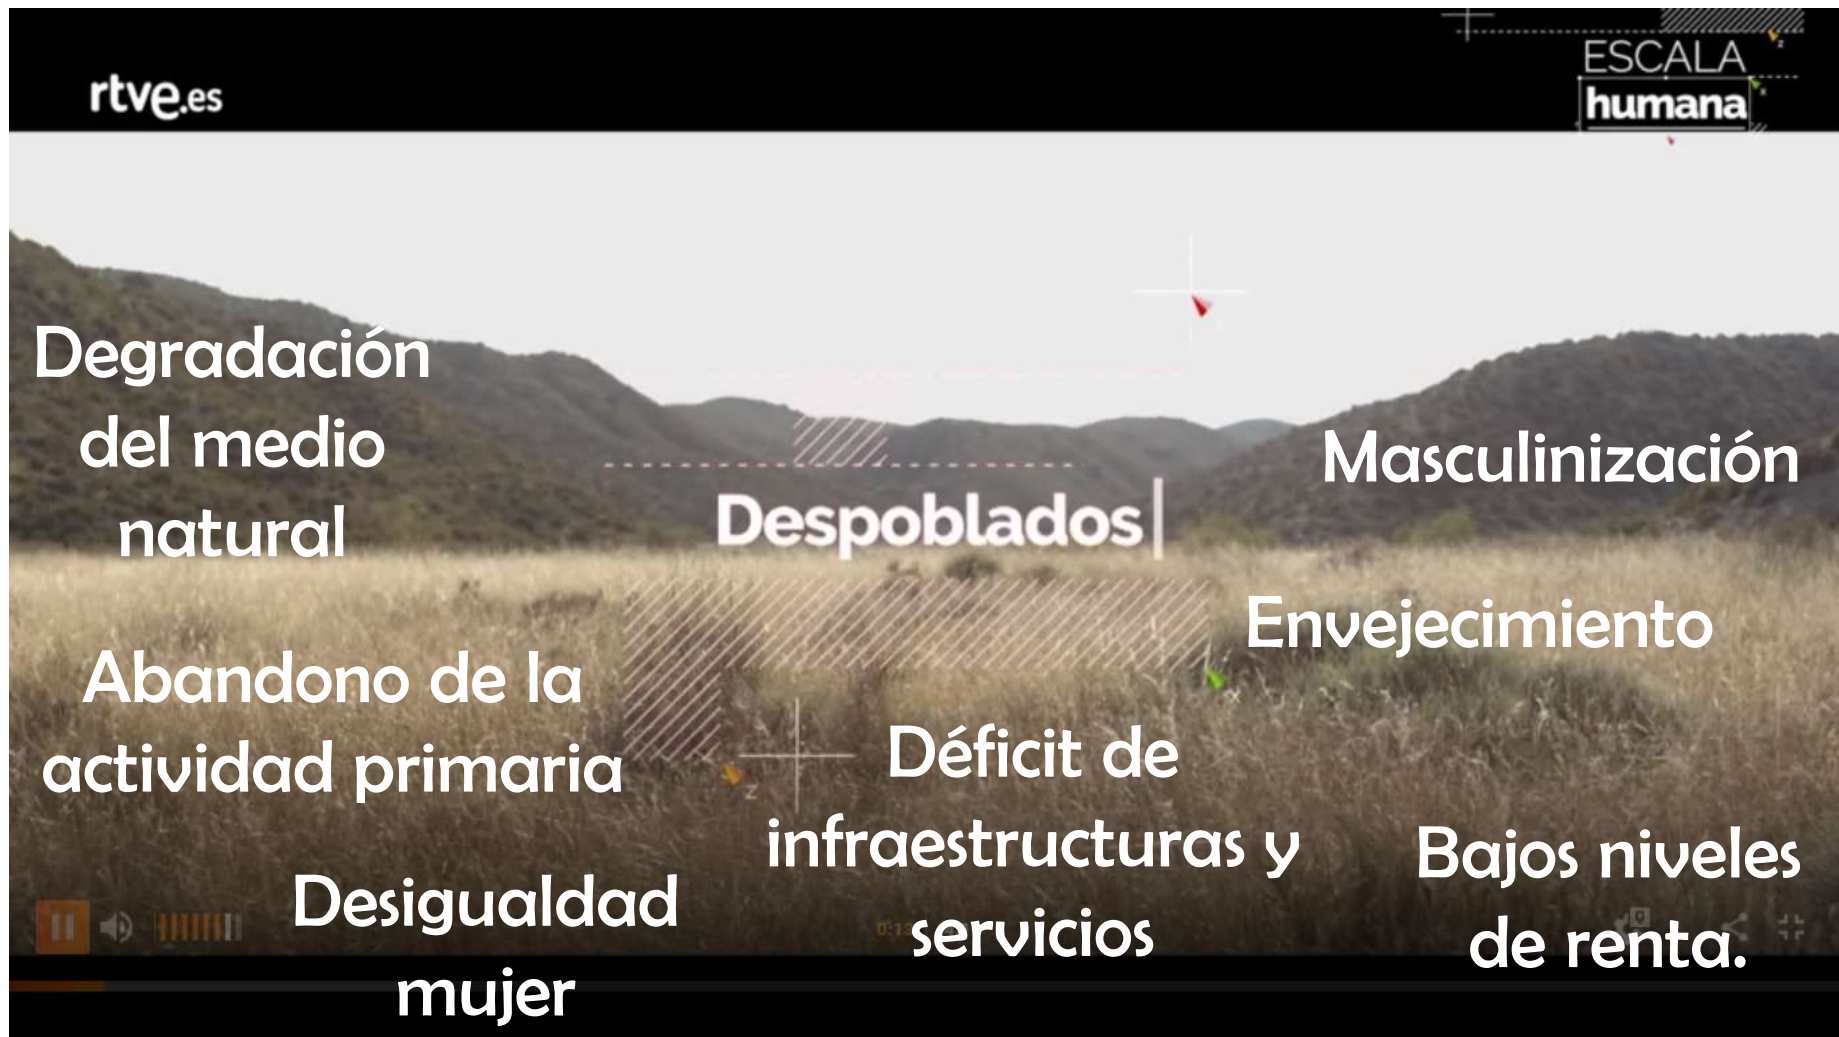 rtve.es
ESCALA
humana
Degradación
del medio
natural
Masculinización
Despoblados
Envejecimiento
Abandono de la
actividad primaria
Z
Déficit de
infraestructuras y
servicios
Bajos niveles
de renta.
Desigualdad
mujer